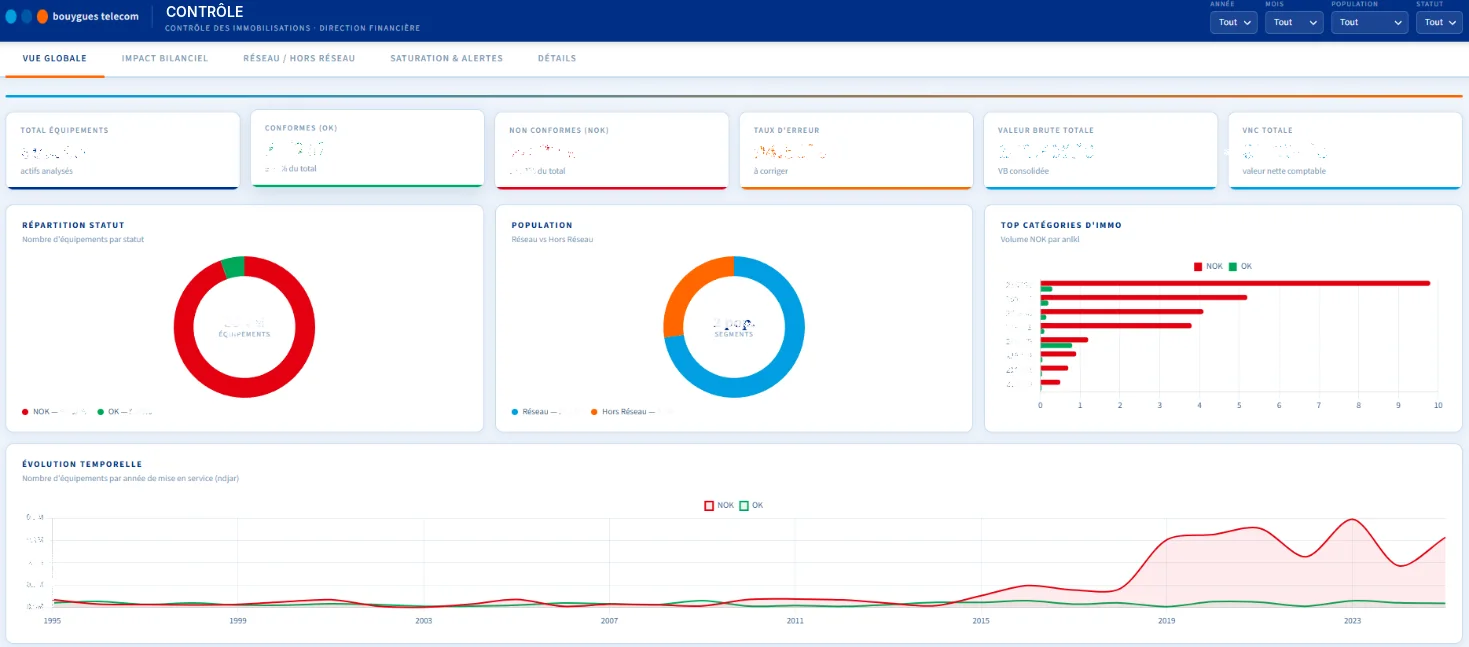 bouygues telecom
CONTRÔLE
CONTRÔLE DES IMMOBILISATIONS · DIRECTION FINANCIÈRE
ANNÉE MOIS POPULATION STATUT
Tout Tout Tout Tout
VUE GLOBALE IMPACT BILANCIEL RÉSEAU / HORS RÉSEAU SATURATION & ALERTES DÉTAILS
TOTAL ÉQUIPEMENTS
actifs analysés
CONFORMES (OK)
% du total
NON CONFORMES (NOK)
du total
TAUX D'ERREUR
à corriger
VALEUR BRUTE TOTALE
VB consolidée
VNC TOTALE
valeur nette comptable
RÉPARTITION STATUT
Nombre d'équipements par statut
ÉQUIPEMENTS
NOK — OK —
POPULATION
Réseau vs Hors Réseau
pop.
SEGMENTS
Réseau — Hors Réseau —
TOP CATÉGORIES D'IMMO
Volume NOK par anlkl
NOK OK
0 1 2 3 4 5 6 7 8 9 10
ÉVOLUTION TEMPORELLE
Nombre d'équipements par année de mise en service (ndjar)
NOK OK
1995 1999 2003 2007 2011 2015 2019 2023